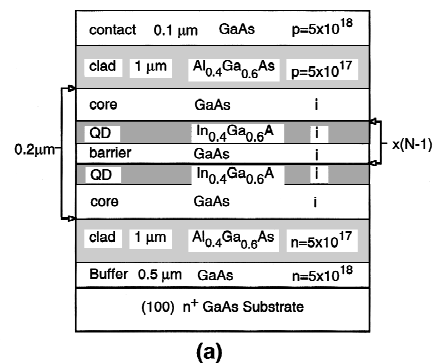 contact 0.1 μm GaAs p=5x10^18
clad 1 μm Al0.4Ga0.6As p=5x10^17
core GaAs i
QD In0.4Ga0.6A i
0.2μm barrier GaAs i x(N-1)
QD In0.4Ga0.6A i
core GaAs i
clad 1 μm Al0.4Ga0.6As n=5x10^17
Buffer 0.5 μm GaAs n=5x10^18
(100) n+ GaAs Substrate
(a)